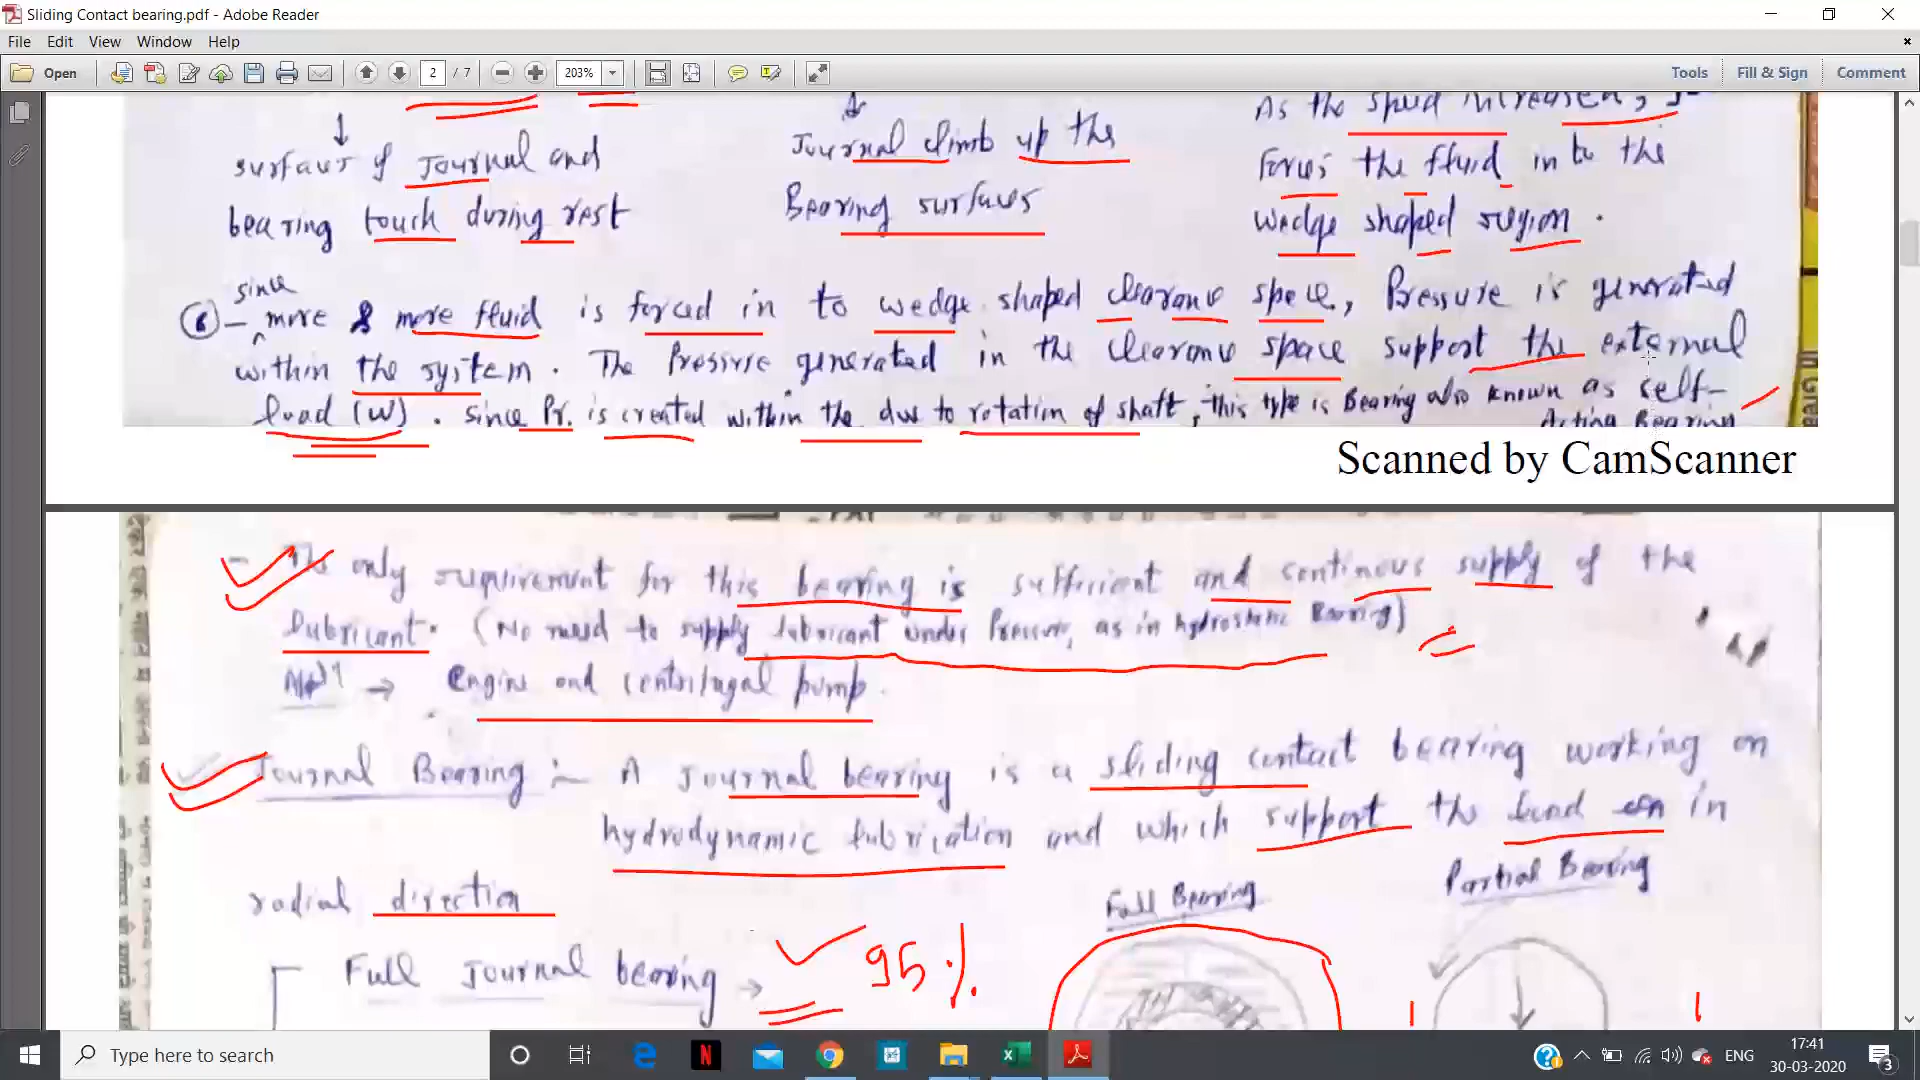 Sliding Contact bearing.pdf - Adobe Reader
File Edit View Window Help
Open 2 / 7 203% Tools Fill & Sign Comment
As the speed increased,
surfaces of Journal and
Journal climb up the
forces the fluid in to the
bearing touch during rest
Bearing surfaces
wedge shaped region.
since
6 - more & more fluid is forced in to wedge shaped clearance space, Pressure is generated
within the system. The Pressure generated in the clearance space support the external
load (W). since Pr. is created within the due to rotation of shaft, this type is Bearing also known as self-
Acting Bearing
Scanned by CamScanner
- The only requirement for this bearing is sufficient and continous supply of the
lubricant. (No need to supply lubricant under Pressure, as in hydrostatic Bearing)
→ Engine and centrifugal pump.
Journal Bearing :- A Journal bearing is a sliding contact bearing working on
hydrodynamic lubrication and which support the load in
Partial Bearing
radial direction
Full Bearing
Full Journal bearing → 95 %
Type here to search
ENG
17:41
30-03-2020
3